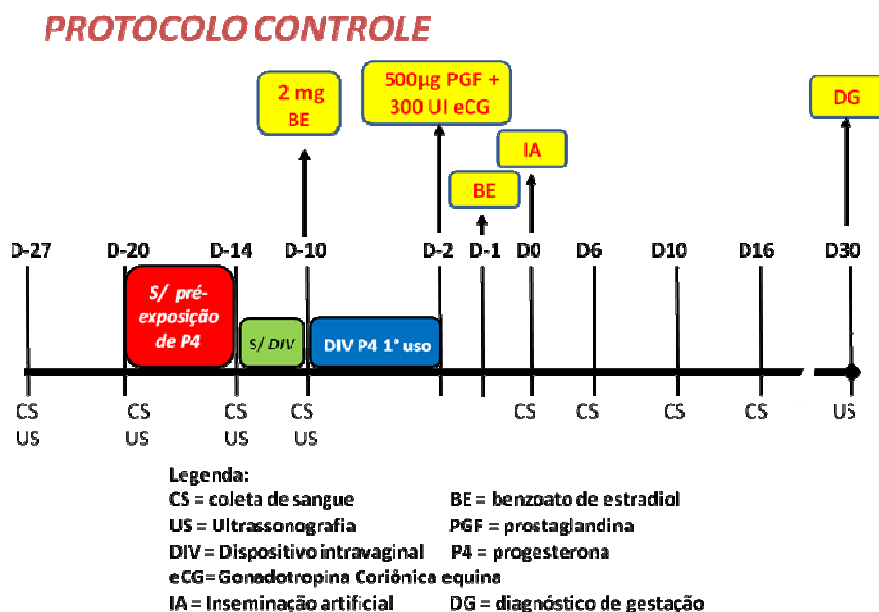 PROTOCOLO CONTROLE
2 mg
BE
500µg PGF +
300 UI eCG
BE
IA
DG
D-27
D-20
D-14
D-10
D-2
D-1
D0
D6
D10
D16
D30
S/ pré-
exposição
de P4
S/ DIV
DIV P4 1° uso
CS
US
CS
US
CS
US
CS
US
CS
CS
CS
CS
US
Legenda:
CS = coleta de sangue
BE = benzoato de estradiol
US = Ultrassonografia
PGF = prostaglandina
DIV = Dispositivo intravaginal
P4 = progesterona
eCG= Gonadotropina Coriônica equina
IA = Inseminação artificial
DG = diagnóstico de gestação